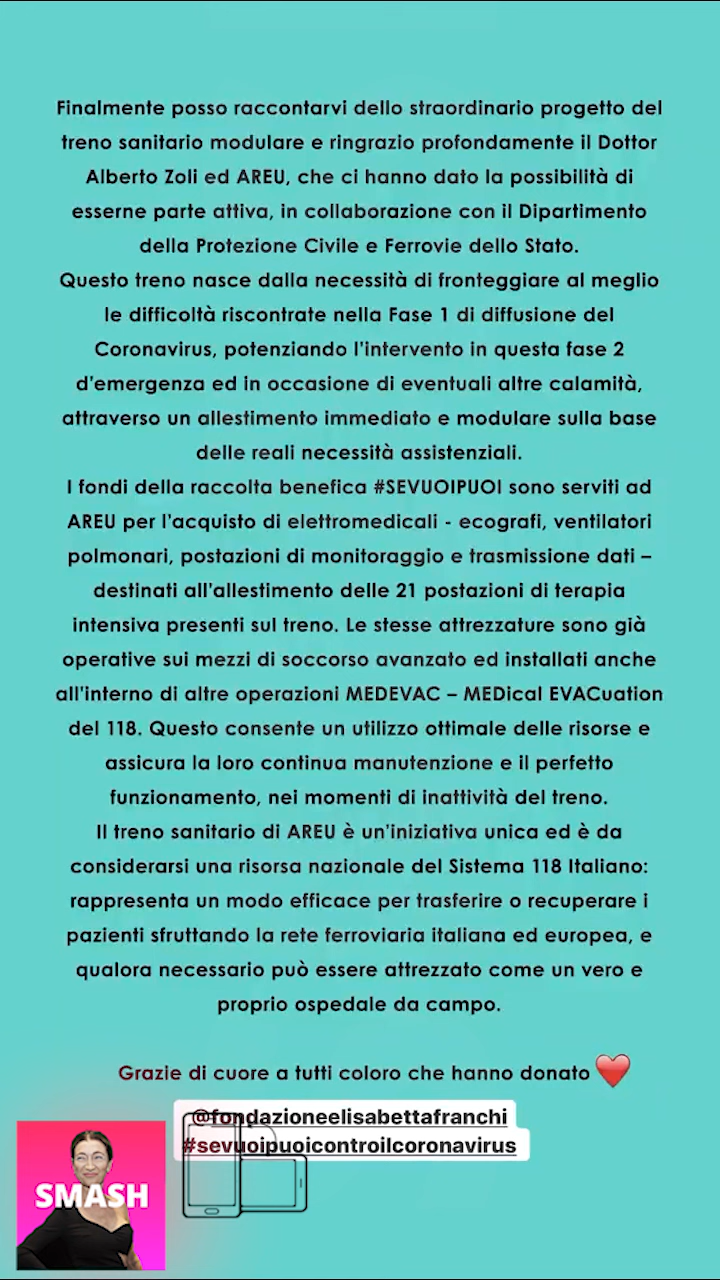 Finalmente posso raccontarvi dello straordinario progetto del
treno sanitario modulare e ringrazio profondamente il Dottor
Alberto Zoli ed AREU, che ci hanno dato la possibilità di
esserne parte attiva, in collaborazione con il Dipartimento
della Protezione Civile e Ferrovie dello Stato.
Questo treno nasce dalla necessità di fronteggiare al meglio
le difficoltà riscontrate nella Fase 1 di diffusione del
Coronavirus, potenziando l'intervento in questa fase 2
d'emergenza ed in occasione di eventuali altre calamità,
attraverso un allestimento immediato e modulare sulla base
delle reali necessità assistenziali.
I fondi della raccolta benefica #SEVUOIPUOI sono serviti ad
AREU per l'acquisto di elettromedicali - ecografi, ventilatori
polmonari, postazioni di monitoraggio e trasmissione dati –
destinati all'allestimento delle 21 postazioni di terapia
intensiva presenti sul treno. Le stesse attrezzature sono già
operative sui mezzi di soccorso avanzato ed installati anche
all'interno di altre operazioni MEDEVAC – MEDical EVACuation
del 118. Questo consente un utilizzo ottimale delle risorse e
assicura la loro continua manutenzione e il perfetto
funzionamento, nei momenti di inattività del treno.
Il treno sanitario di AREU è un'iniziativa unica ed è da
considerarsi una risorsa nazionale del Sistema 118 Italiano:
rappresenta un modo efficace per trasferire o recuperare i
pazienti sfruttando la rete ferroviaria italiana ed europea, e
qualora necessario può essere attrezzato come un vero e
proprio ospedale da campo.
Grazie di cuore a tutti coloro che hanno donato ❤️
@fondazioneelisabettafranchi
#sevuoipuoicontroilcoronavirus
SMASH